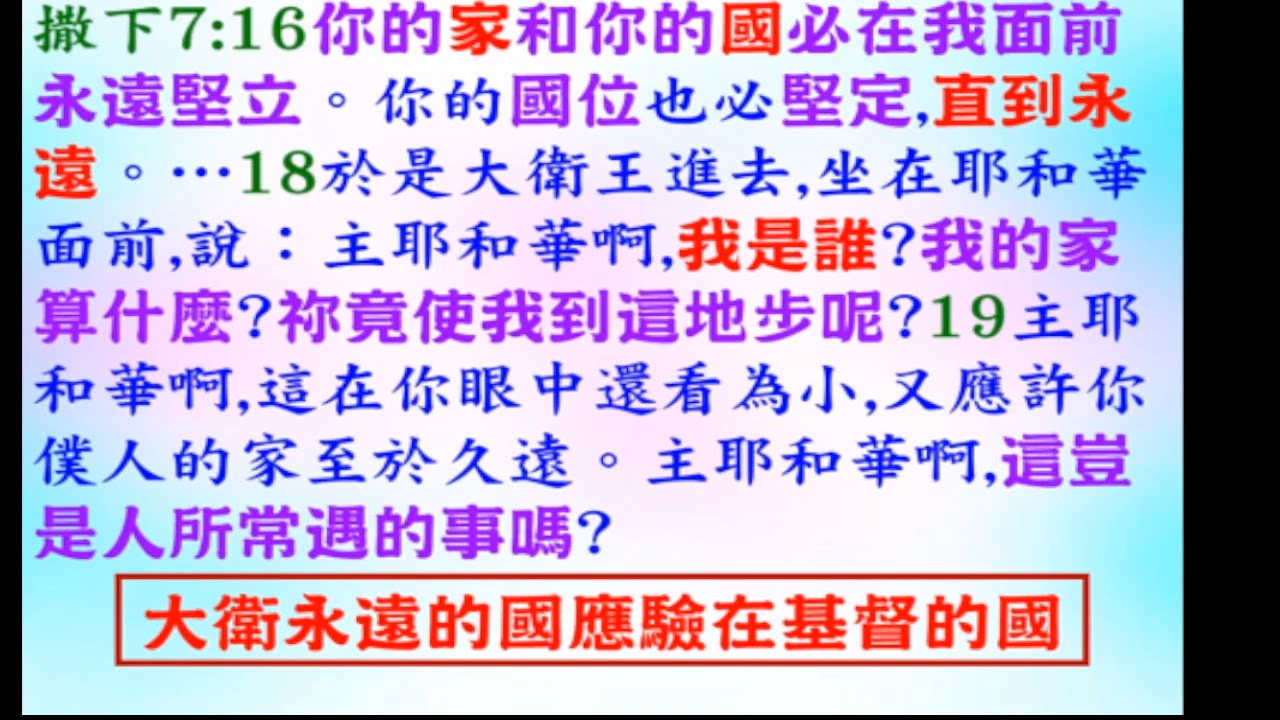 撒下7:16你的家和你的國必在我面前
永遠堅立。你的國位也必堅定,直到永
遠。…18於是大衛王進去,坐在耶和華
面前,說：主耶和華啊,我是誰?我的家
算什麼?祢竟使我到這地步呢?19主耶
和華啊,這在你眼中還看為小,又應許你
僕人的家至於久遠。主耶和華啊,這豈
是人所常遇的事嗎?
大衛永遠的國應驗在基督的國